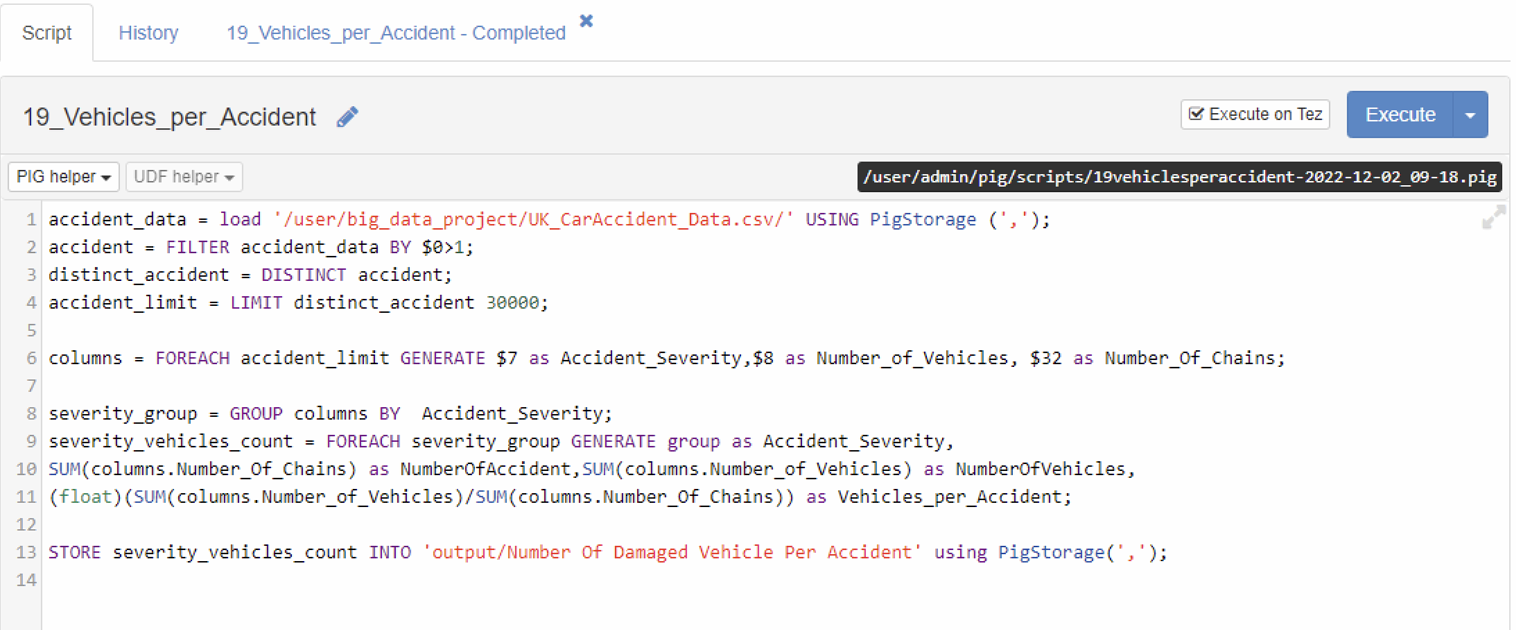 Script History 19_Vehicles_per_Accident - Completed ✖
19_Vehicles_per_Accident Execute on Tez Execute
PIG helper UDF helper /user/admin/pig/scripts/19vehiclesperaccident-2022-12-02_09-18.pig
1 accident_data = load '/user/big_data_project/UK_CarAccident_Data.csv/' USING PigStorage (',');
2 accident = FILTER accident_data BY $0>1;
3 distinct_accident = DISTINCT accident;
4 accident_limit = LIMIT distinct_accident 30000;
5
6 columns = FOREACH accident_limit GENERATE $7 as Accident_Severity,$8 as Number_of_Vehicles, $32 as Number_Of_Chains;
7
8 severity_group = GROUP columns BY  Accident_Severity;
9 severity_vehicles_count = FOREACH severity_group GENERATE group as Accident_Severity,
10 SUM(columns.Number_Of_Chains) as NumberOfAccident,SUM(columns.Number_of_Vehicles) as NumberOfVehicles,
11 (float)(SUM(columns.Number_of_Vehicles)/SUM(columns.Number_Of_Chains)) as Vehicles_per_Accident;
12
13 STORE severity_vehicles_count INTO 'output/Number Of Damaged Vehicle Per Accident' using PigStorage(',');
14